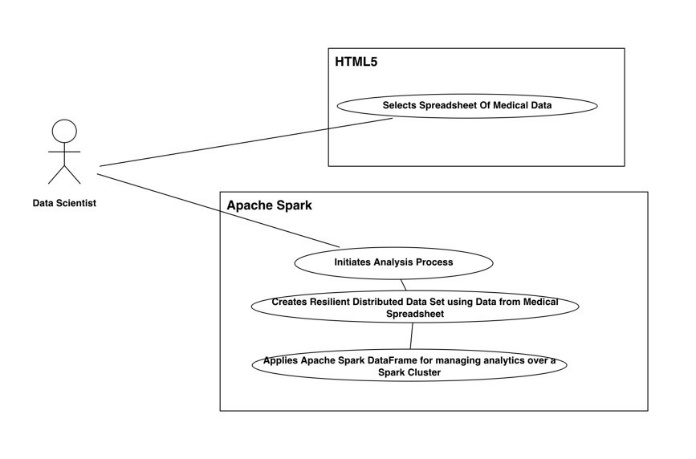 HTML5
Selects Spreadsheet Of Medical Data
Data Scientist
Apache Spark
Initiates Analysis Process
Creates Resilient Distributed Data Set using Data from Medical
Spreadsheet
Applies Apache Spark DataFrame for managing analytics over a
Spark Cluster